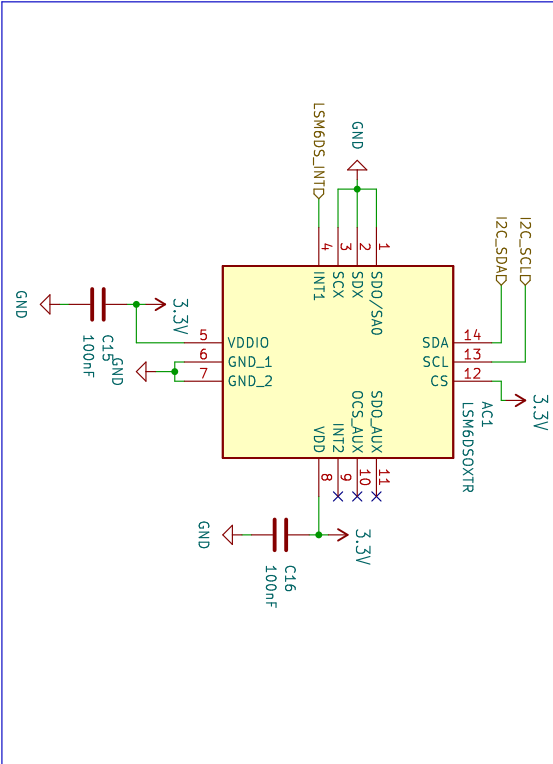 LSM6DS_INT
GND
I2C_SCL
I2C_SDA
4
3
2
1
INT1
SCX
SDX
SDO/SA0
GND
3.3V
C15
100nF
GND
5
6
7
VDDIO
GND_1
GND_2
SDA
SCL
CS
14
13
12
3.3V
AC1
LSM6DSOXTR
VDD
INT2
OCS_AUX
SDO_AUX
8
9
10
11
GND
3.3V
C16
100nF